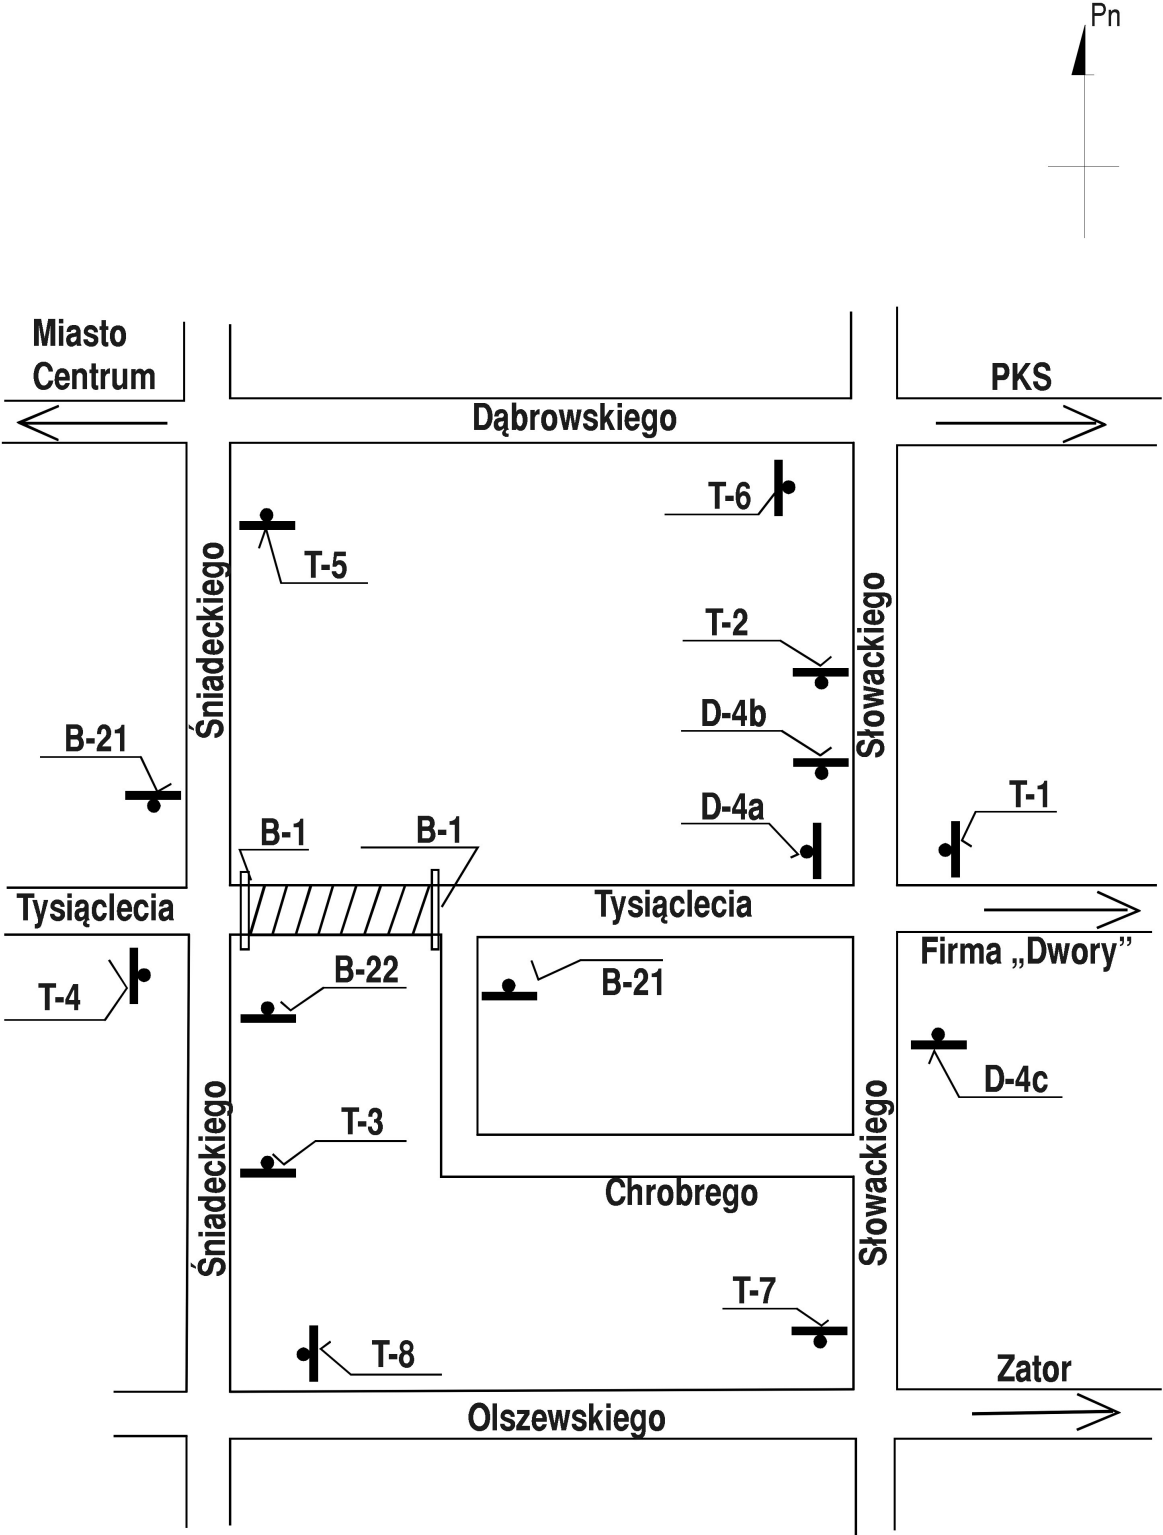 Pn
Miasto
Centrum
PKS
Dąbrowskiego
T-6
T-5
Śniadeckiego
Słowackiego
T-2
D-4b
B-21
T-1
D-4a
B-1
B-1
Tysiąclecia
Tysiąclecia
Firma „Dwory”
B-22
B-21
T-4
D-4c
T-3
Śniadeckiego
Słowackiego
Chrobrego
T-7
T-8
Zator
Olszewskiego